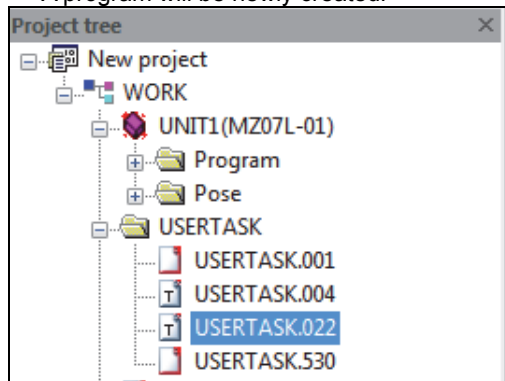 A program will be newly created.
Project tree
New project
WORK
UNIT1(MZ07L-01)
Program
Pose
USERTASK
USERTASK.001
T USERTASK.004
T USERTASK.022
USERTASK.530